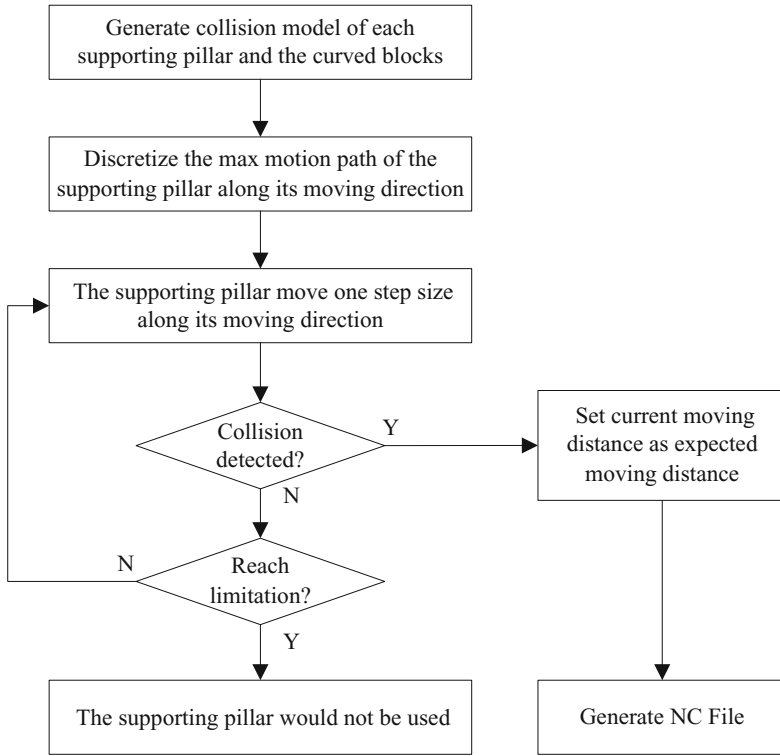 Generate collision model of each
supporting pillar and the curved blocks
Discretize the max motion path of the
supporting pillar along its moving direction
The supporting pillar move one step size
along its moving direction
Collision
detected?
Y
N
Set current moving
distance as expected
moving distance
Reach
limitation?
N
Y
The supporting pillar would not be used
Generate NC File